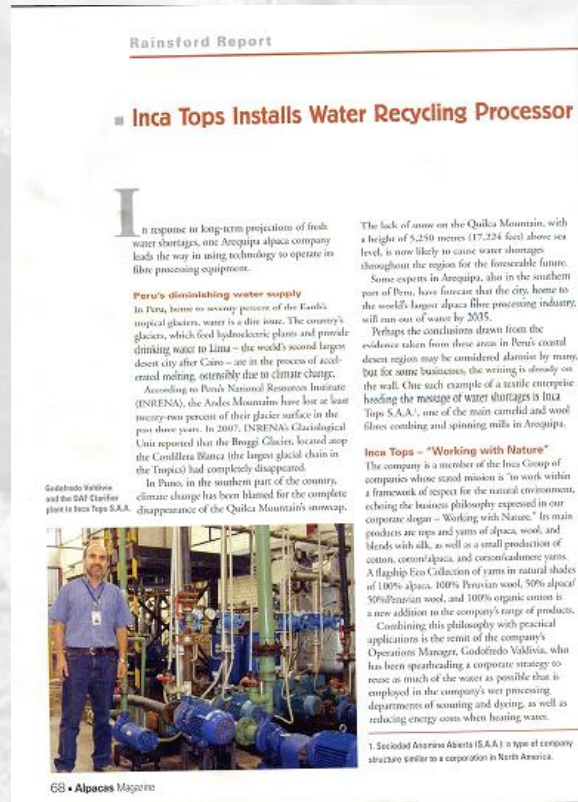 Rainsford Report
Inca Tops Installs Water Recycling Processor
In response to long-term projections of fresh
water shortages, one Arequipa alpaca company
leads the way in using technology to operate its
fibre processing equipment.
Peru's diminishing water supply
In Peru, home to seventy percent of the Earth's
tropical glaciers, water is a dire issue. The country's
glaciers, which feed hydroelectric plants and provide
drinking water to Lima – the world's second largest
desert city after Cairo – are in the process of accel-
erated melting, ostensibly due to climate change.
According to Peru's National Resources Institute
(INRENA), the Andes Mountains have lost at least
twenty-two percent of their glacier surface in the
past three years. In 2007, INRENA's Glaciological
Unit reported that the Broggi Glacier, located atop
the Cordillera Blanca (the largest glacial chain in
the Tropics) had completely disappeared.
In Puno, in the southern part of the country,
climate change has been blamed for the complete
disappearance of the Quilca Mountain's snowcap.
Godofredo Valdivia
and the DAF Clarifier
plant in Inca Tops S.A.A.
The lack of snow on the Quilca Mountain, with
a height of 5,250 metres (17,224 feet) above sea
level, is now likely to cause water shortages
throughout the region for the foreseeable future.
Some experts in Arequipa, also in the southern
part of Peru, have forecast that the city, home to
the world's largest alpaca fibre processing industry,
will run out of water by 2035.
Perhaps the conclusions drawn from the
evidence taken from these areas in Peru's coastal
desert region may be considered alarmist by many,
but for some businesses, the writing is already on
the wall. One such example of a textile enterprise
heeding the message of water shortages is Inca
Tops S.A.A.¹, one of the main camelid and wool
fibres combing and spinning mills in Arequipa.
Inca Tops – "Working with Nature"
The company is a member of the Inca Group of
companies whose stated mission is "to work within
a framework of respect for the natural environment,
echoing the business philosophy expressed in our
corporate slogan – Working with Nature." Its main
products are tops and yarns of alpaca, wool, and
blends with silk, as well as a small production of
cotton, cotton/alpaca, and cotton/cashmere yarns.
A flagship Eco Collection of yarns in natural shades
of 100% alpaca, 100% Peruvian wool, 50% alpaca/
50%Peruvian wool, and 100% organic cotton is
a new addition to the company's range of products.
Combining this philosophy with practical
applications is the remit of the company's
Operations Manager, Godofredo Valdivia, who
has been spearheading a corporate strategy to
reuse as much of the water as possible that is
employed in the company's wet processing
departments of scouring and dyeing, as well as
reducing energy costs when heating water.
1. Sociedad Anonima Abierta (S.A.A.): a type of company
structure similar to a corporation in North America.
68 ▪ Alpacas Magazine